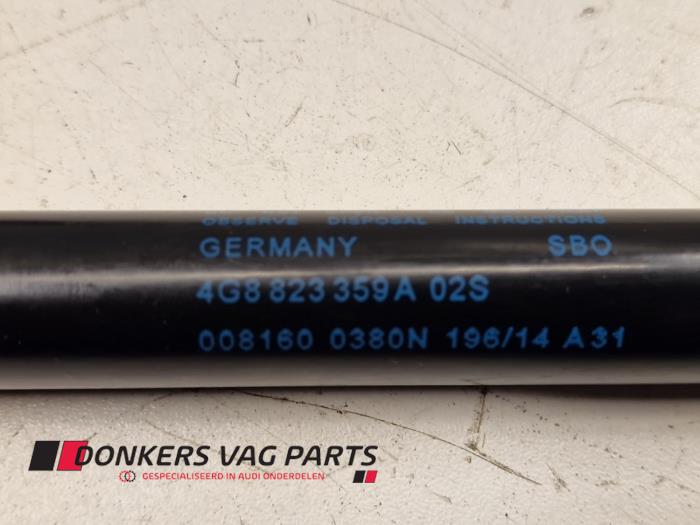 OBSERVE DISPOSAL INSTRUCTIONS
GERMANY SBO
4G8 823 359A 02S
008160 0380N 196/14 A31
DONKERS VAG PARTS
GESPECIALISEERD IN AUDI ONDERDELEN